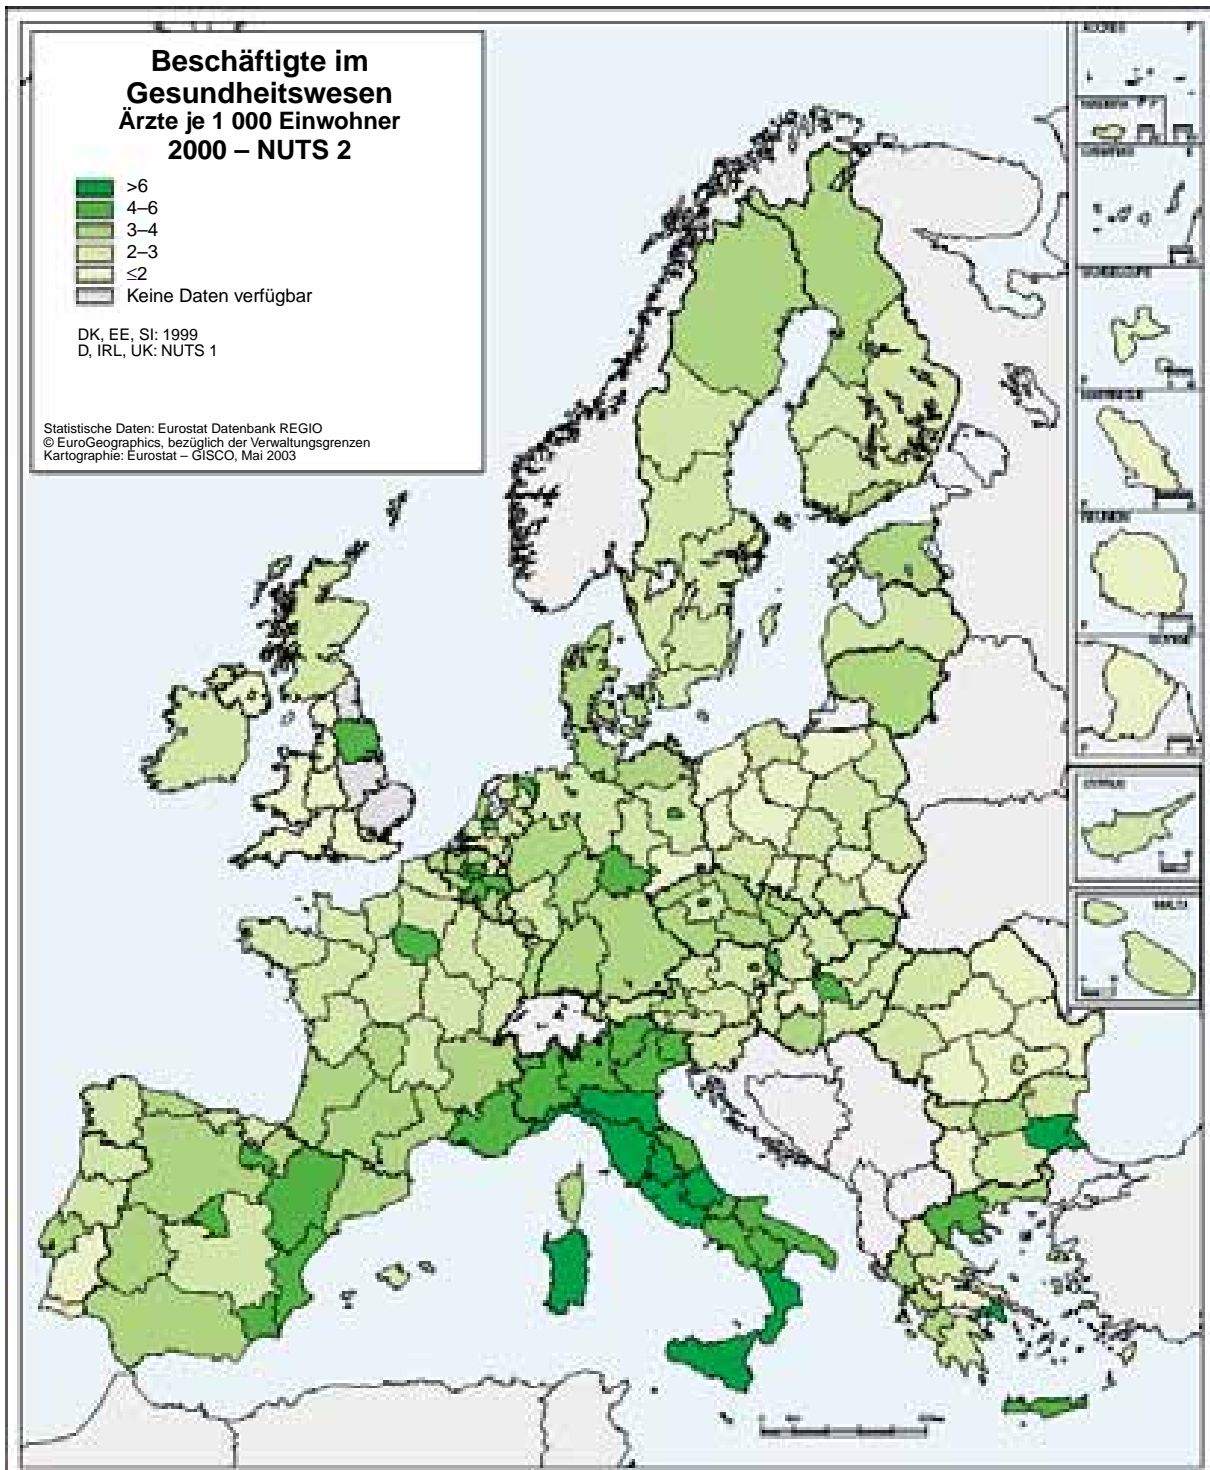 Beschäftigte im
Gesundheitswesen
Ärzte je 1 000 Einwohner
2000 – NUTS 2
>6
4–6
3–4
2–3
≤2
Keine Daten verfügbar
DK, EE, SI: 1999
D, IRL, UK: NUTS 1
Statistische Daten: Eurostat Datenbank REGIO
© EuroGeographics, bezüglich der Verwaltungsgrenzen
Kartographie: Eurostat – GISCO, Mai 2003